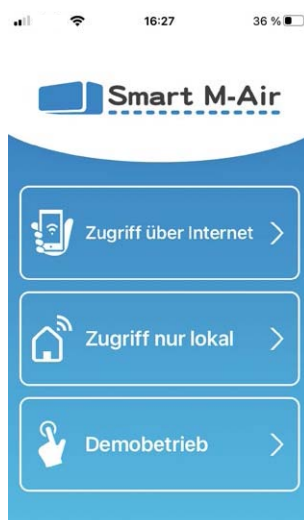 16:27 36 %
Smart M-Air
Zugriff über Internet
Zugriff nur lokal
Demobetrieb